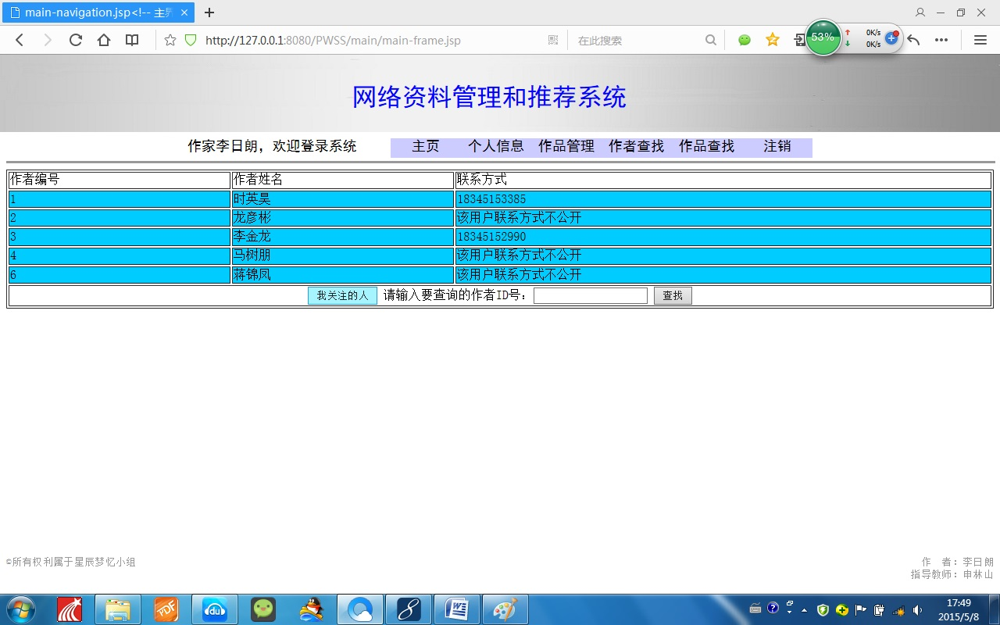 main-navigation.jsp<!-- 主界
http://127.0.0.1:8080/PWSS/main/main-frame.jsp
在此搜索
53%
0K/s
0K/s
网络资料管理和推荐系统
作家李日朗，欢迎登录系统 主页 个人信息 作品管理 作者查找 作品查找 注销
作者编号 作者姓名 联系方式
1 时英昊 18345153385
2 龙彦彬 该用户联系方式不公开
3 李金龙 18345152990
4 马树朋 该用户联系方式不公开
6 蒋锦凤 该用户联系方式不公开
我关注的人 请输入要查询的作者ID号： 查找
©所有权利属于星辰梦忆小组
作 者：李日朗
指导教师：申林山
PDF
du
17:49
2015/5/8